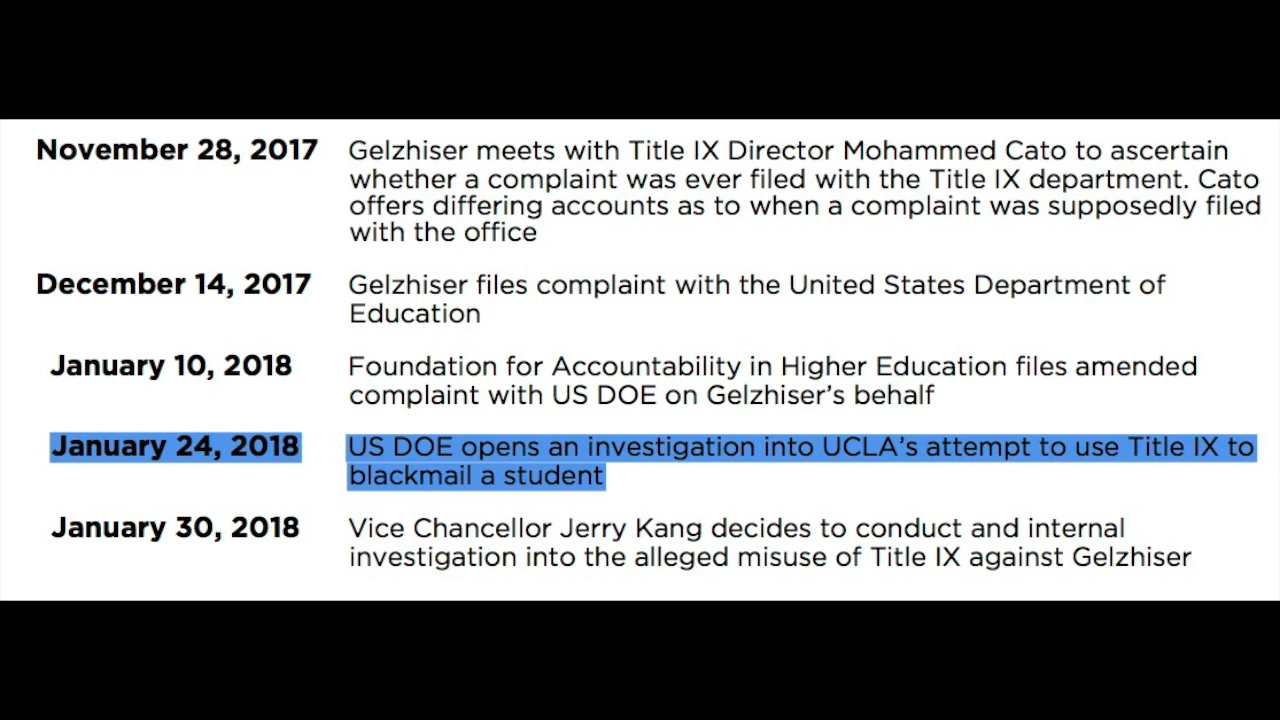 November 28, 2017 Gelzhiser meets with Title IX Director Mohammed Cato to ascertain
whether a complaint was ever filed with the Title IX department. Cato
offers differing accounts as to when a complaint was supposedly filed
with the office
December 14, 2017 Gelzhiser files complaint with the United States Department of
Education
January 10, 2018 Foundation for Accountability in Higher Education files amended
complaint with US DOE on Gelzhiser’s behalf
January 24, 2018 US DOE opens an investigation into UCLA’s attempt to use Title IX to
blackmail a student
January 30, 2018 Vice Chancellor Jerry Kang decides to conduct and internal
investigation into the alleged misuse of Title IX against Gelzhiser